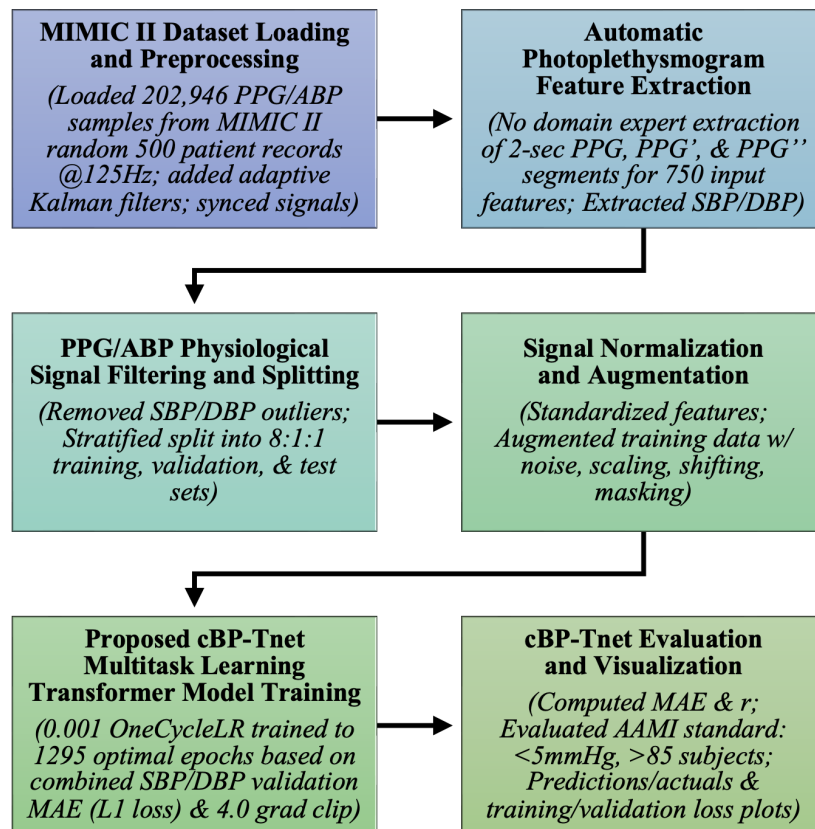 MIMIC II Dataset Loading
and Preprocessing
(Loaded 202,946 PPG/ABP
samples from MIMIC II
random 500 patient records
@125Hz; added adaptive
Kalman filters; synced signals)
Automatic
Photoplethysmogram
Feature Extraction
(No domain expert extraction
of 2-sec PPG, PPG’, & PPG’’
segments for 750 input
features; Extracted SBP/DBP)
PPG/ABP Physiological
Signal Filtering and Splitting
(Removed SBP/DBP outliers;
Stratified split into 8:1:1
training, validation, & test
sets)
Signal Normalization
and Augmentation
(Standardized features;
Augmented training data w/
noise, scaling, shifting,
masking)
Proposed cBP-Tnet
Multitask Learning
Transformer Model Training
(0.001 OneCycleLR trained to
1295 optimal epochs based on
combined SBP/DBP validation
MAE (L1 loss) & 4.0 grad clip)
cBP-Tnet Evaluation
and Visualization
(Computed MAE & r;
Evaluated AAMI standard:
<5mmHg, >85 subjects;
Predictions/actuals &
training/validation loss plots)